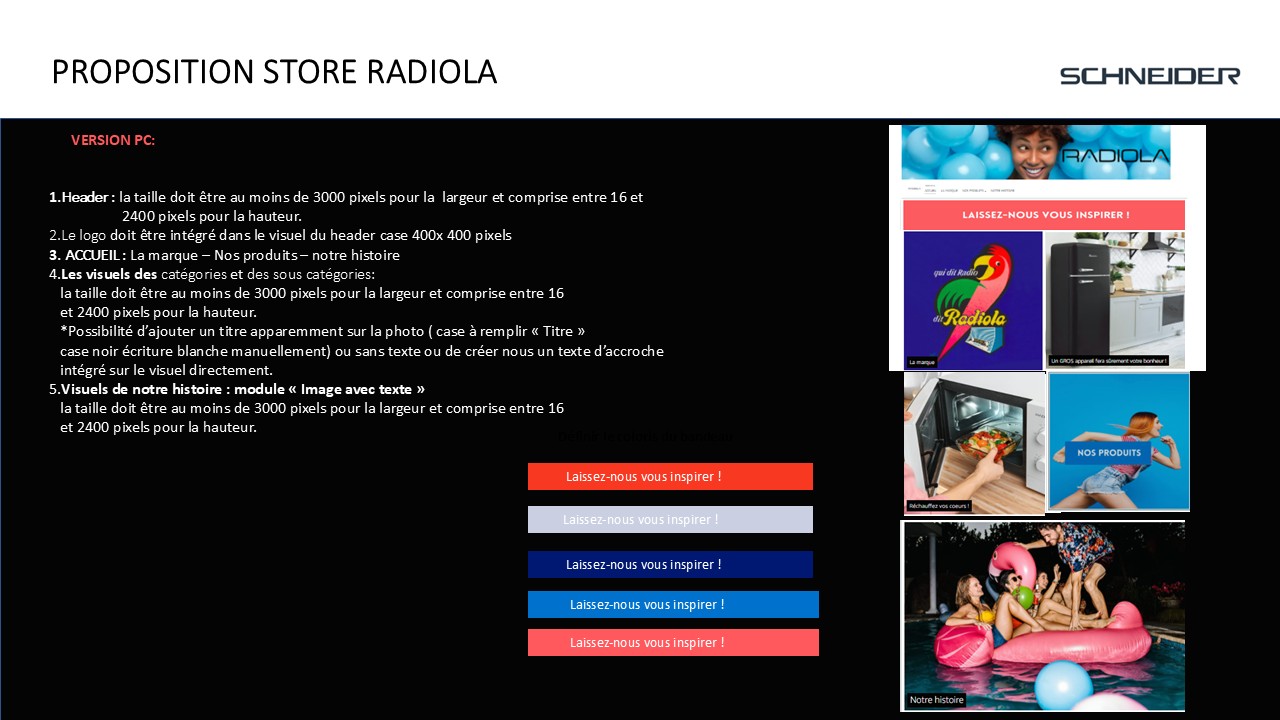 PROPOSITION STORE RADIOLA
SCHNEIDER
VERSION PC:
1.Header : la taille doit être au moins de 3000 pixels pour la largeur et comprise entre 16 et
2400 pixels pour la hauteur.
2.Le logo doit être intégré dans le visuel du header case 400x 400 pixels
3. ACCUEIL : La marque – Nos produits – notre histoire
4.Les visuels des catégories et des sous catégories:
la taille doit être au moins de 3000 pixels pour la largeur et comprise entre 16
et 2400 pixels pour la hauteur.
*Possibilité d’ajouter un titre antérieurement sur la photo ( case à remplir « Titre »
case noir écriture blanche manuellement) ou sans texte ou de créer nous un texte d’accroche
intégré sur le visuel directement.
5.Visuels de notre histoire : module « Image avec texte »
la taille doit être au moins de 3000 pixels pour la largeur et comprise entre 16
et 2400 pixels pour la hauteur.
Laissez-nous vous inspirer !
Laissez-nous vous inspirer !
Laissez-nous vous inspirer !
Laissez-nous vous inspirer !
Laissez-nous vous inspirer !
RADIOLA
LAISSEZ-NOUS VOUS INSPIRER !
qui dit Radio
dit Radiola
La marque
Un GROS appareil fera sûrement votre bonheur !
Réchauffez vos coeurs !
NOS PRODUITS
Notre histoire